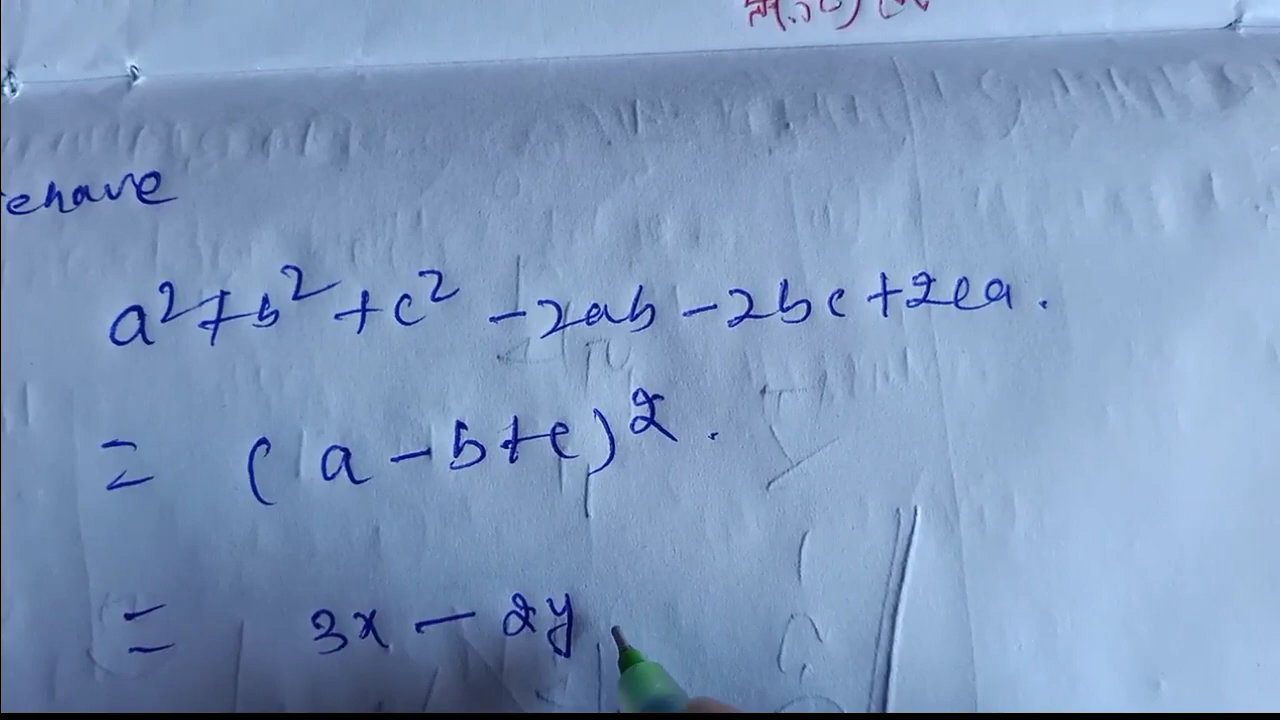 ehave
a² + b² + c² - 2ab - 2bc + 2ca.
= (a - b + c)².
= 3x - 2y